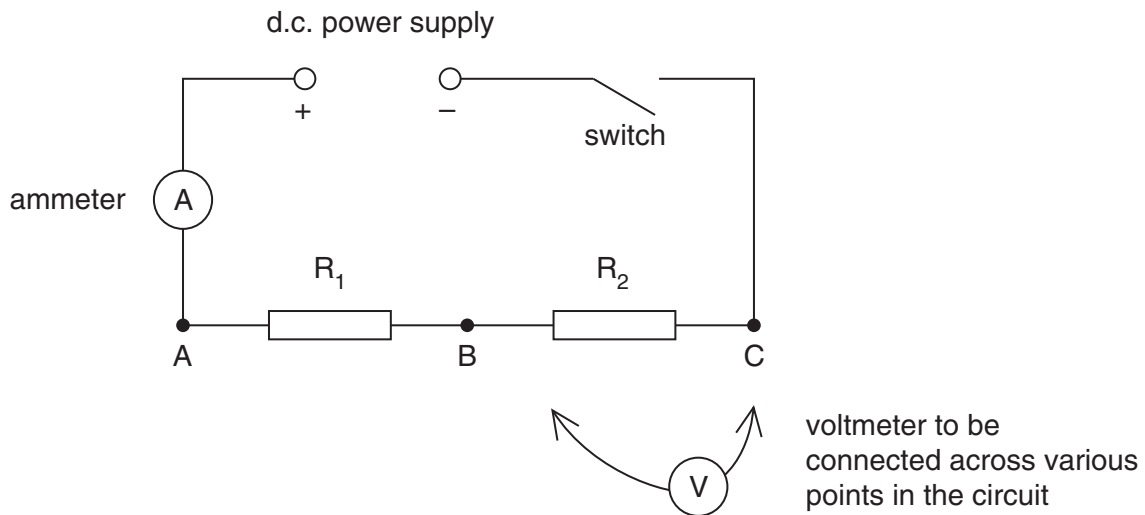 d.c. power supply
+
–
switch
ammeter
A
R1
R2
A
B
C
V
voltmeter to be
connected across various
points in the circuit